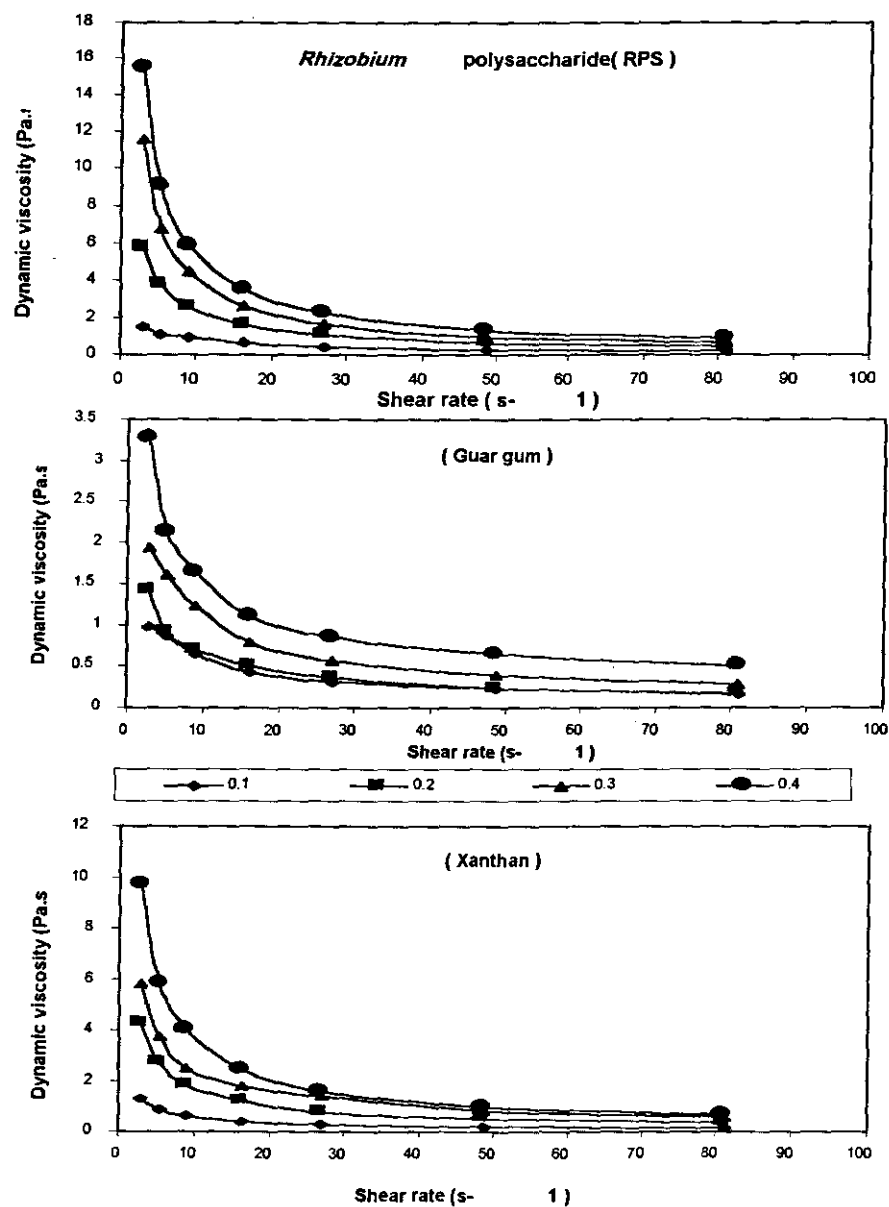 Rhizobium polysaccharide( RPS )
Dynamic viscosity (Pa.s
18
16
14
12
10
8
6
4
2
0
0 10 20 30 40 50 60 70 80 90 100
Shear rate ( s- 1 )
( Guar gum )
Dynamic viscosity (Pa.s
3.5
3
2.5
2
1.5
1
0.5
0
0 10 20 30 40 50 60 70 80 90 100
Shear rate (s- 1 )
0.1 0.2 0.3 0.4
( Xanthan )
Dynamic viscosity (Pa.s
12
10
8
6
4
2
0
0 10 20 30 40 50 60 70 80 90 100
Shear rate (s- 1 )